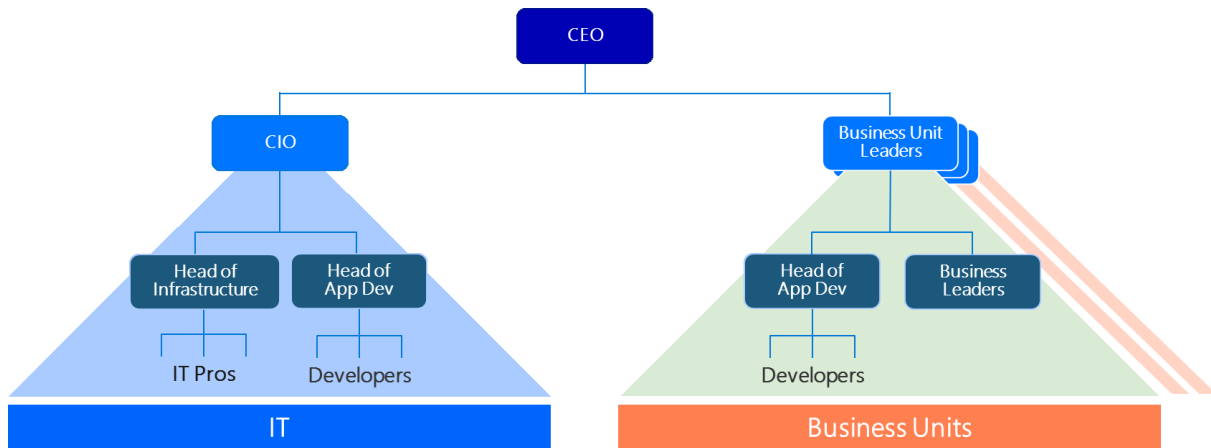 CEO
CIO
Business Unit
Leaders
Head of
Infrastructure
Head of
App Dev
Head of
App Dev
Business
Leaders
IT Pros
Developers
Developers
IT
Business Units